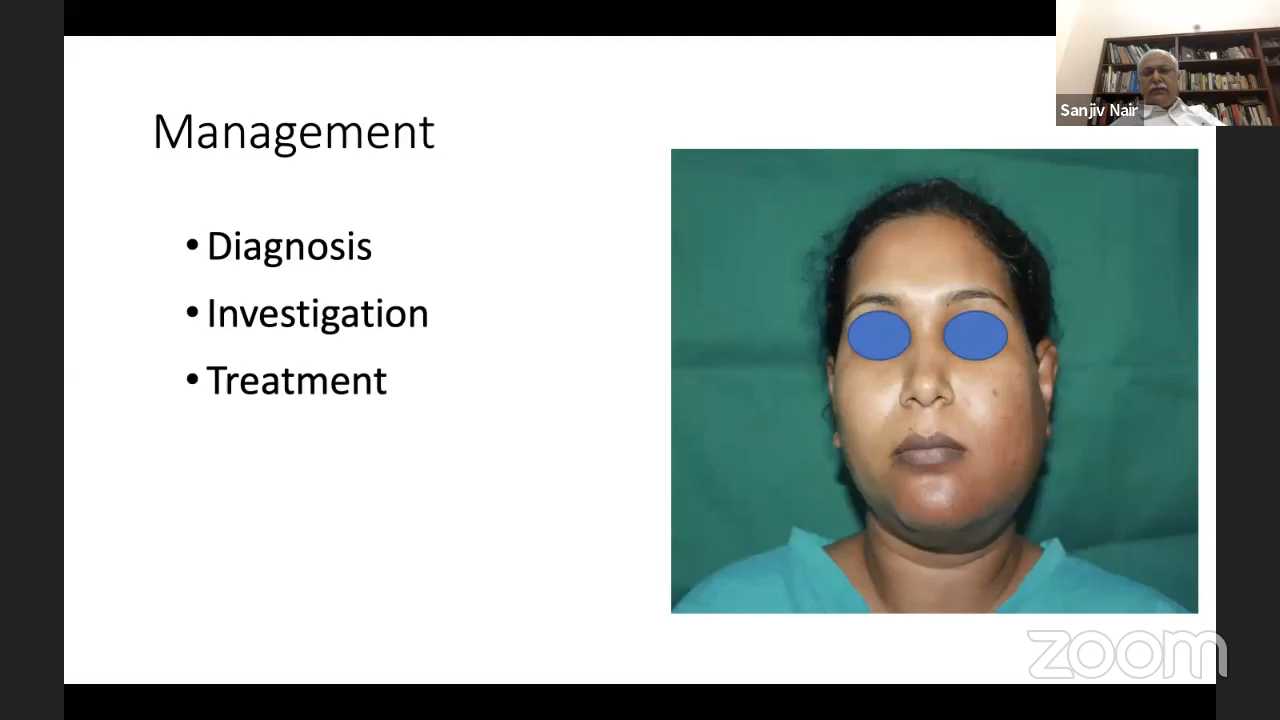 Sanjiv Nair
Management
• Diagnosis
• Investigation
• Treatment
zoom